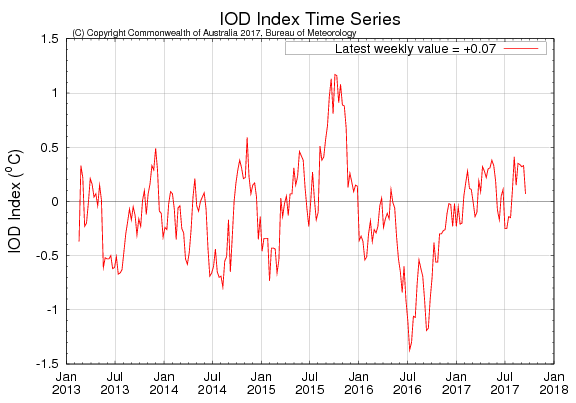 IOD Index Time Series
(C) Copyright Commonwealth of Australia 2017, Bureau of Meteorology
Latest weekly value = +0.07
IOD Index (⁰C)
1.5
1
0.5
0
-0.5
-1
-1.5
Jan Jul Jan Jul Jan Jul Jan Jul Jan Jul Jan
2013 2013 2014 2014 2015 2015 2016 2016 2017 2017 2018